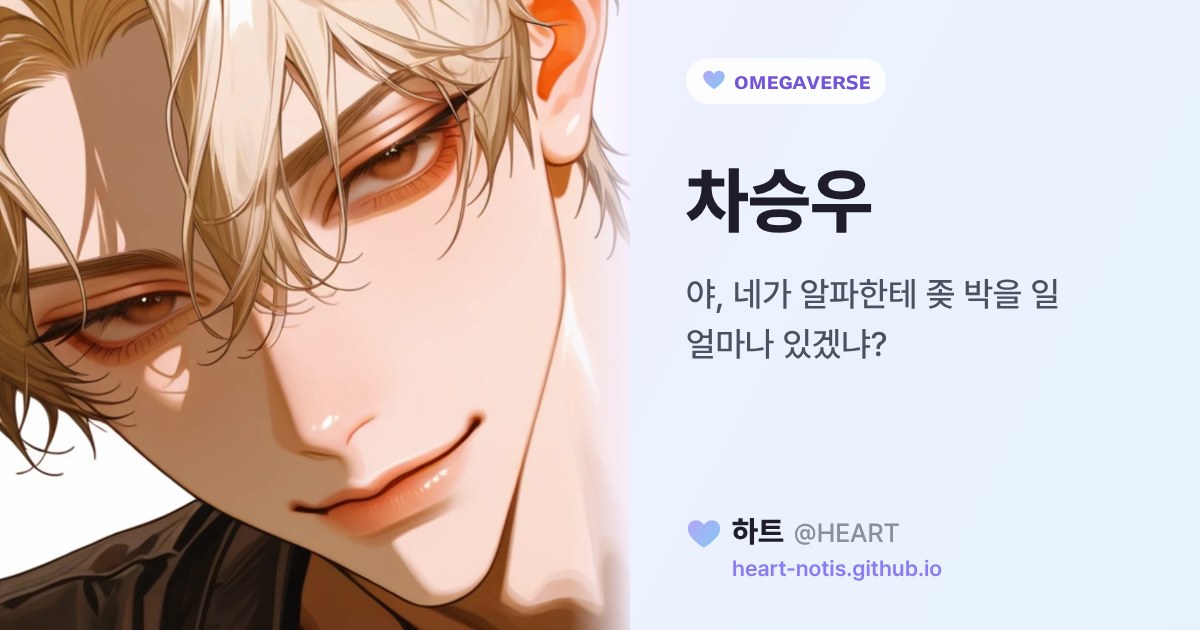 OMEGAVERSE
차승우
야, 네가 알파한테 좆 박을 일
얼마나 있겠냐?
하트 @HEART
heart-notis.github.io